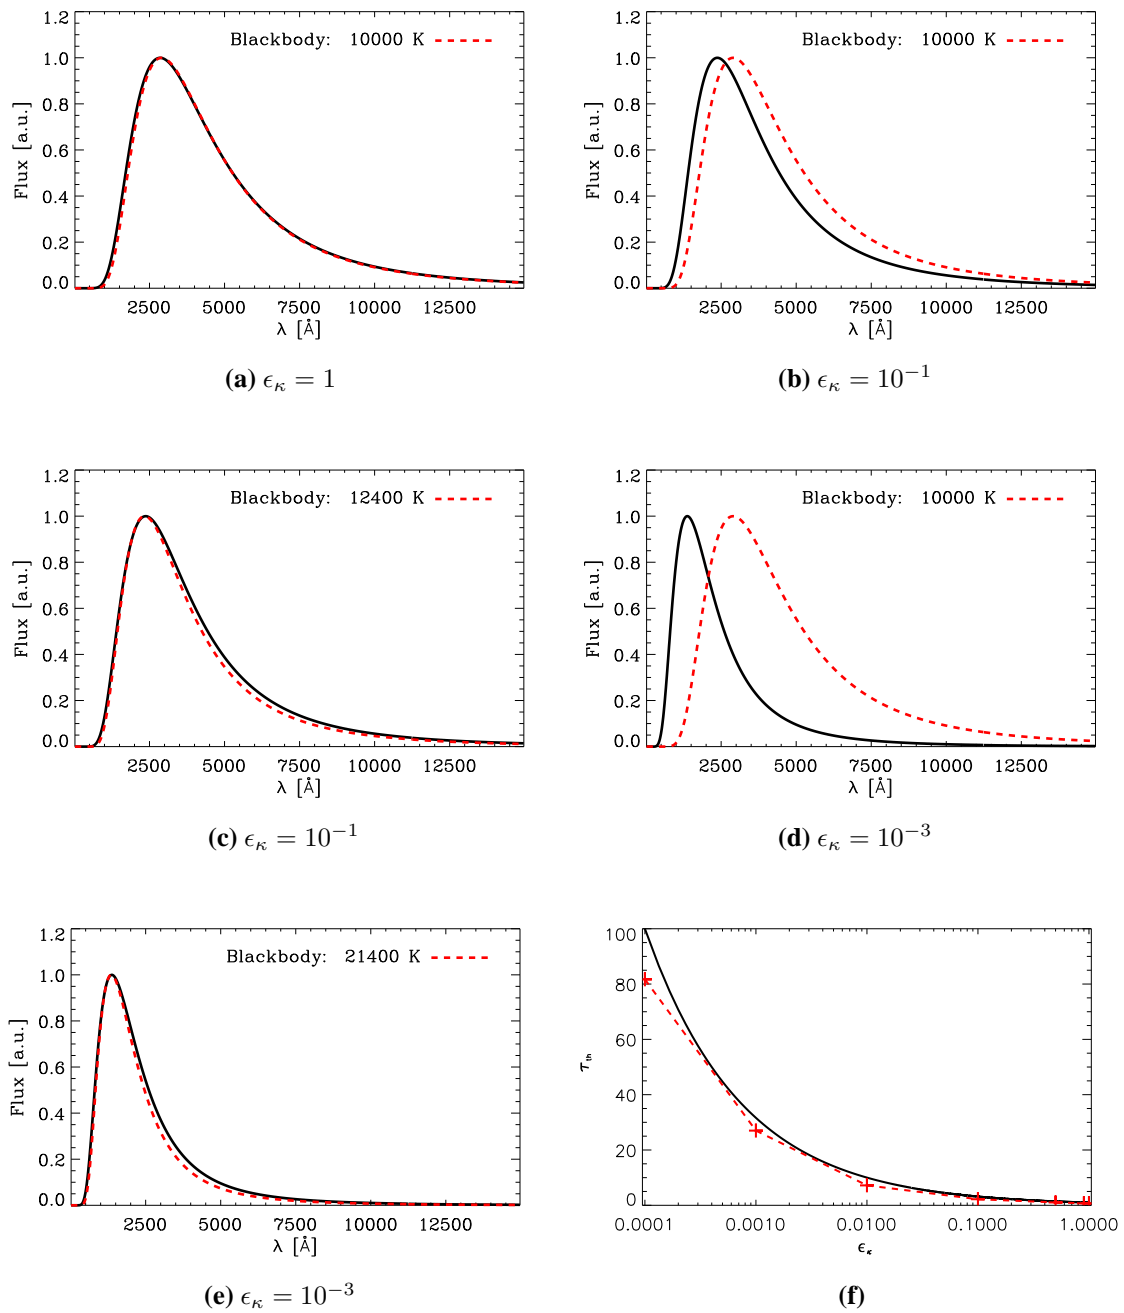 1.2
1.0
0.8
0.6
0.4
0.2
0.0
Flux [a.u.]
Blackbody: 10000 K
2500 5000 7500 10000 12500
λ [Å]
(a) ϵκ = 1
1.2
1.0
0.8
0.6
0.4
0.2
0.0
Flux [a.u.]
Blackbody: 10000 K
2500 5000 7500 10000 12500
λ [Å]
(b) ϵκ = 10⁻¹
1.2
1.0
0.8
0.6
0.4
0.2
0.0
Flux [a.u.]
Blackbody: 12400 K
2500 5000 7500 10000 12500
λ [Å]
(c) ϵκ = 10⁻¹
1.2
1.0
0.8
0.6
0.4
0.2
0.0
Flux [a.u.]
Blackbody: 10000 K
2500 5000 7500 10000 12500
λ [Å]
(d) ϵκ = 10⁻³
1.2
1.0
0.8
0.6
0.4
0.2
0.0
Flux [a.u.]
Blackbody: 21400 K
2500 5000 7500 10000 12500
λ [Å]
(e) ϵκ = 10⁻³
100
80
60
40
20
0
τth
0.0001 0.0010 0.0100 0.1000 1.0000
ϵκ
(f)